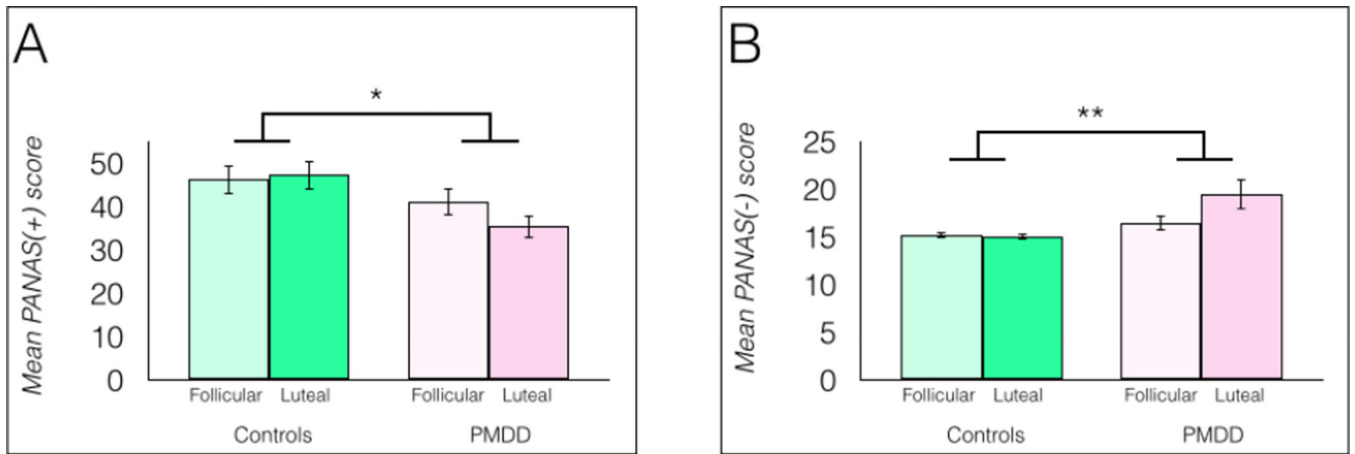 A
*
Mean PANAS(+) score
50
40
30
20
10
0
Follicular Luteal Follicular Luteal
Controls PMDD
B
**
Mean PANAS(-) score
25
20
15
10
5
0
Follicular Luteal Follicular Luteal
Controls PMDD